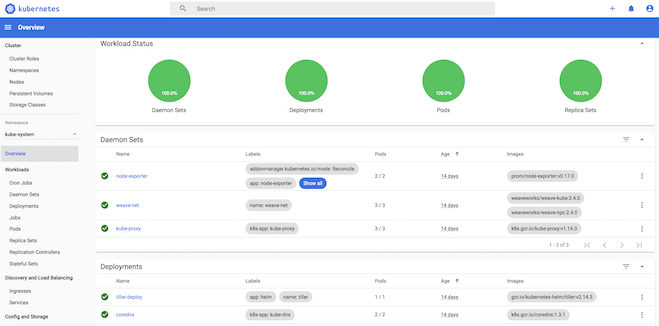 kubernetes
Search
Overview
Cluster
Cluster Roles
Namespaces
Nodes
Persistent Volumes
Storage Classes
Namespace
kube-system
Overview
Workloads
Cron Jobs
Daemon Sets
Deployments
Jobs
Pods
Replica Sets
Replication Controllers
Stateful Sets
Discovery and Load Balancing
Ingresses
Services
Config and Storage
Workload Status
100.0% 100.0% 100.0% 100.0%
Daemon Sets Deployments Pods Replica Sets
Daemon Sets
Name Labels Pods Age Images
addonmanager.kubernetes.io/mode: Reconcile
node-exporter 2 / 2 14 days prom/node-exporter:v0.17.0
app: node-exporter Show all
weaveworks/weave-kube:2.4.0
weave-net name: weave-net 3 / 3 14 days
weaveworks/weave-npc:2.4.0
kube-proxy k8s-app: kube-proxy 3 / 3 14 days k8s.gcr.io/kube-proxy:v1.14.3
1 - 3 of 3
Deployments
Name Labels Pods Age Images
tiller-deploy app: helm name: tiller 1 / 1 14 days gcr.io/kubernetes-helm/tiller:v2.14.3
coredns k8s-app: kube-dns 2 / 2 14 days k8s.gcr.io/coredns:1.3.1